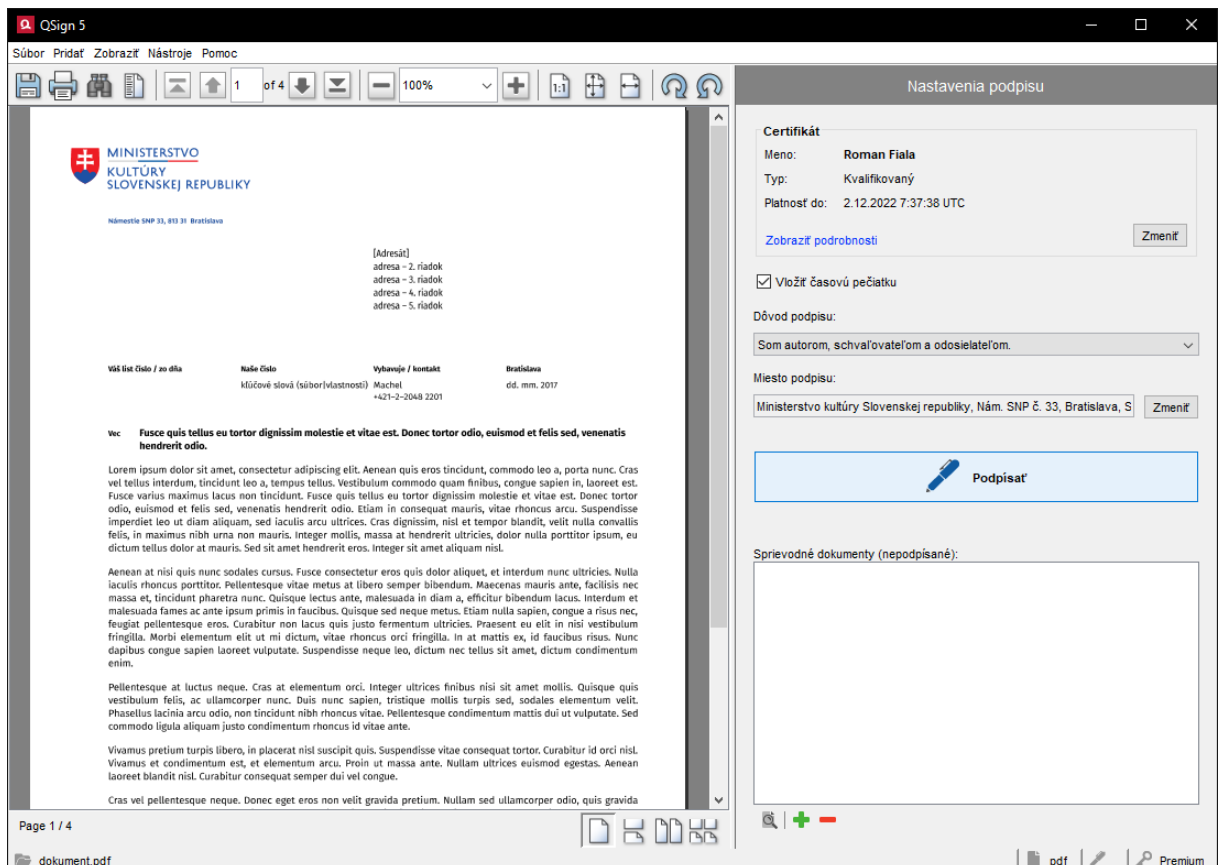 QSign 5
Súbor Pridať Zobraziť Nástroje Pomoc
1 of 4 100% 1:1
Nastavenia podpisu
MINISTERSTVO
KULTÚRY
SLOVENSKEJ REPUBLIKY
Námestie SNP 33, 813 31 Bratislava
[Adresát]
adresa – 2. riadok
adresa – 3. riadok
adresa – 4. riadok
adresa – 5. riadok
Váš list číslo / zo dňa Naše číslo Vybavuje / kontakt Bratislava
kľúčové slová (súbor|vlastnosti) Machel dd. mm. 2017
+421–2–2048 2201
Vec Fusce quis tellus eu tortor dignissim molestie et vitae est. Donec tortor odio, euismod et felis sed, venenatis
hendrerit odio.
Lorem ipsum dolor sit amet, consectetur adipiscing elit. Aenean quis eros tincidunt, commodo leo a, porta nunc. Cras
vel tellus interdum, tincidunt leo a, tempus tellus. Vestibulum commodo quam finibus, congue sapien in, laoreet est.
Fusce varius maximus lacus non tincidunt. Fusce quis tellus eu tortor dignissim molestie et vitae est. Donec tortor
odio, euismod et felis sed, venenatis hendrerit odio. Etiam in consequat mauris, vitae rhoncus arcu. Suspendisse
imperdiet leo ut diam aliquam, sed iaculis arcu ultrices. Cras dignissim, nisl et tempor blandit, velit nulla convallis
felis, in maximus nibh urna non mauris. Integer mollis, massa at hendrerit ultricies, dolor nulla porttitor ipsum, eu
dictum tellus dolor at mauris. Sed sit amet hendrerit eros. Integer sit amet aliquam nisl.
Aenean at nisi quis nunc sodales cursus. Fusce consectetur eros quis dolor aliquet, et interdum nunc ultricies. Nulla
iaculis rhoncus porttitor. Pellentesque vitae metus at libero semper bibendum. Maecenas mauris ante, facilisis nec
massa et, tincidunt pharetra nunc. Quisque lectus ante, malesuada in diam a, efficitur bibendum lacus. Interdum et
malesuada fames ac ante ipsum primis in faucibus. Quisque sed neque metus. Etiam nulla sapien, congue a risus nec,
feugiat pellentesque eros. Curabitur non lacus quis justo fermentum ultricies. Praesent eu elit in nisi vestibulum
fringilla. Morbi elementum elit ut mi dictum, vitae rhoncus orci fringilla. In at mattis ex, id faucibus risus. Nunc
dapibus congue sapien laoreet vulputate. Suspendisse neque leo, dictum nec tellus sit amet, dictum condimentum
enim.
Pellentesque at luctus neque. Cras at elementum orci. Integer ultrices finibus nisi sit amet mollis. Quisque quis
vestibulum felis, ac ullamcorper nunc. Duis nunc sapien, tristique mollis turpis sed, sodales elementum velit.
Phasellus lacinia arcu odio, non tincidunt nibh rhoncus vitae. Pellentesque condimentum mattis dui ut vulputate. Sed
commodo ligula aliquam justo condimentum rhoncus id vitae ante.
Vivamus pretium turpis libero, in placerat nisl suscipit quis. Suspendisse vitae consequat tortor. Curabitur id orci nisl.
Vivamus et condimentum est, et elementum arcu. Proin ut massa ante. Nullam ultrices euismod egestas. Aenean
laoreet blandit nisl. Curabitur consequat semper dui vel congue.
Cras vel pellentesque neque. Donec eget eros non velit gravida pretium. Nullam sed ullamcorper odio, quis gravida
Page 1 / 4
dokument.pdf
Certifikát
Meno: Roman Fiala
Typ: Kvalifikovaný
Platnosť do: 2.12.2022 7:37:38 UTC
Zobraziť podrobnosti Zmeniť
Vložiť časovú pečiatku
Dôvod podpisu:
Som autorom, schvaľovateľom a odosielateľom.
Miesto podpisu:
Ministerstvo kultúry Slovenskej republiky, Nám. SNP č. 33, Bratislava, S Zmeniť
Podpísať
Sprievodné dokumenty (nepodpísané):
pdf Premium